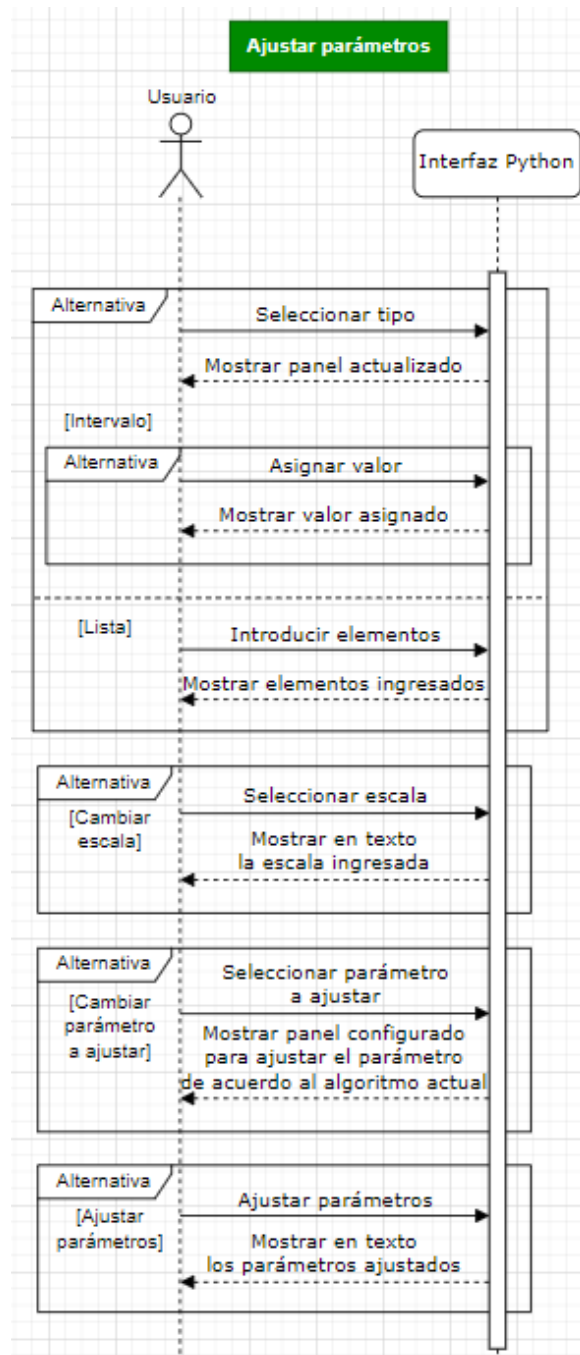 Ajustar parámetros
Usuario
Interfaz Python
Alternativa
Seleccionar tipo
Mostrar panel actualizado
[Intervalo]
Alternativa
Asignar valor
Mostrar valor asignado
[Lista]
Introducir elementos
Mostrar elementos ingresados
Alternativa
Seleccionar escala
[Cambiar
escala]
Mostrar en texto
la escala ingresada
Alternativa
Seleccionar parámetro
a ajustar
[Cambiar
parámetro
a ajustar]
Mostrar panel configurado
para ajustar el parámetro
de acuerdo al algoritmo actual
Alternativa
Ajustar parámetros
[Ajustar
parámetros]
Mostrar en texto
los parámetros ajustados